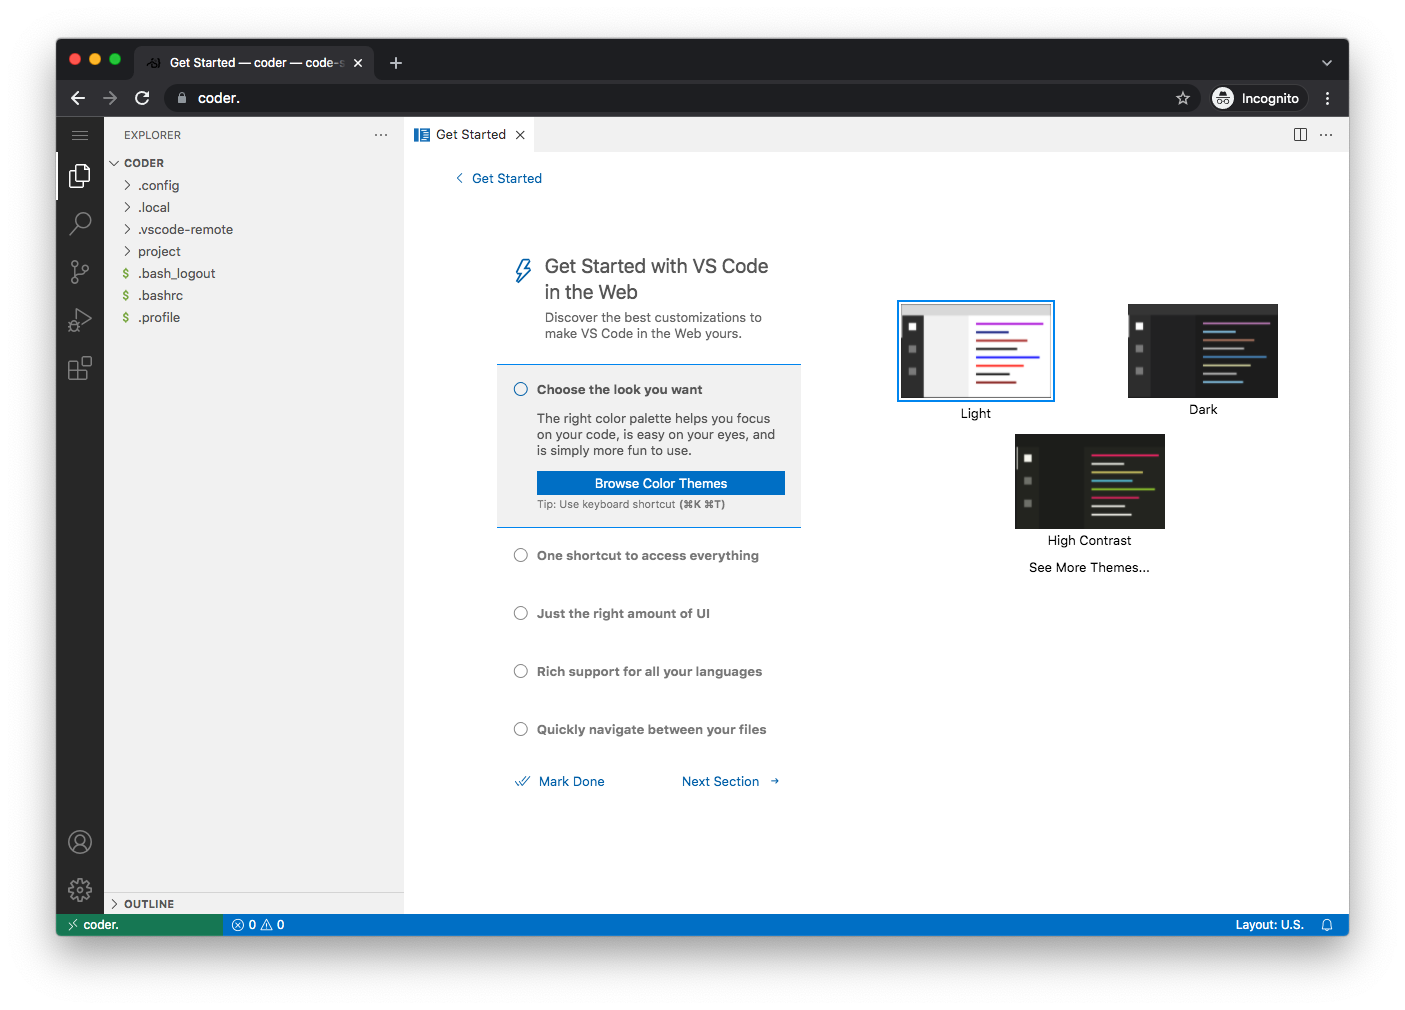 Get Started — coder — code-s
coder.
Incognito
EXPLORER
CODER
.config
.local
.vscode-remote
project
$ .bash_logout
$ .bashrc
$ .profile
OUTLINE
Get Started
Get Started
Get Started with VS Code
in the Web
Discover the best customizations to
make VS Code in the Web yours.
Choose the look you want
The right color palette helps you focus
on your code, is easy on your eyes, and
is simply more fun to use.
Browse Color Themes
Tip: Use keyboard shortcut (⌘K ⌘T)
One shortcut to access everything
Just the right amount of UI
Rich support for all your languages
Quickly navigate between your files
Mark Done
Next Section →
Light
Dark
High Contrast
See More Themes...
coder.
0 0
Layout: U.S.